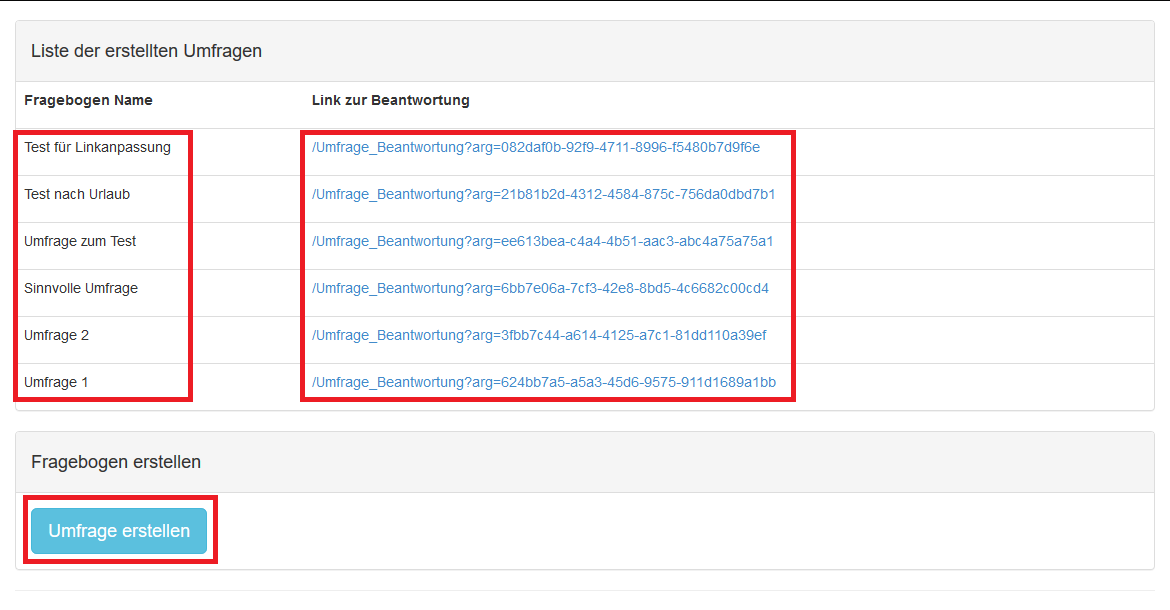 Liste der erstellten Umfragen
Fragebogen Name Link zur Beantwortung
Test für Linkanpassung /Umfrage_Beantwortung?arg=082daf0b-92f9-4711-8996-f5480b7d9f6e
Test nach Urlaub /Umfrage_Beantwortung?arg=21b81b2d-4312-4584-875c-756da0dbd7b1
Umfrage zum Test /Umfrage_Beantwortung?arg=ee613bea-c4a4-4b51-aac3-abc4a75a75a1
Sinnvolle Umfrage /Umfrage_Beantwortung?arg=6bb7e06a-7cf3-42e8-8bd5-4c6682c00cd4
Umfrage 2 /Umfrage_Beantwortung?arg=3fbb7c44-a614-4125-a7c1-81dd110a39ef
Umfrage 1 /Umfrage_Beantwortung?arg=624bb7a5-a5a3-45d6-9575-911d1689a1bb
Fragebogen erstellen
Umfrage erstellen